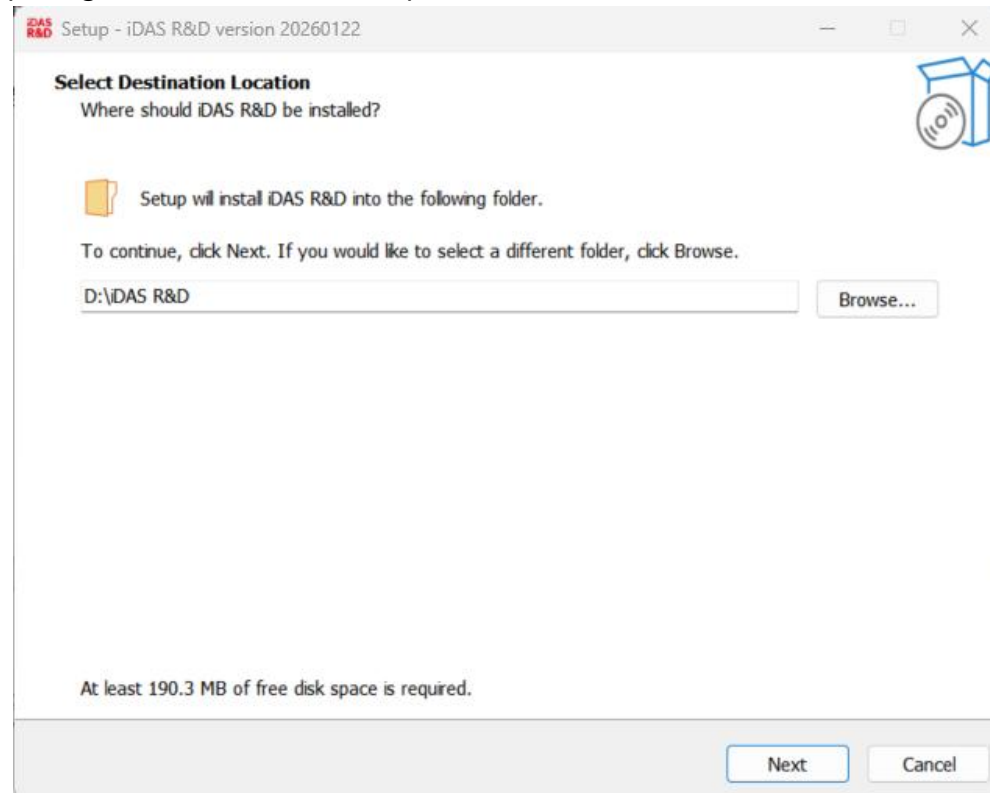 iDAS
R&D Setup - iDAS R&D version 20260122
Select Destination Location
Where should iDAS R&D be installed?
Setup will install iDAS R&D into the following folder.
To continue, click Next. If you would like to select a different folder, click Browse.
D:\iDAS R&D
Browse...
At least 190.3 MB of free disk space is required.
Next
Cancel